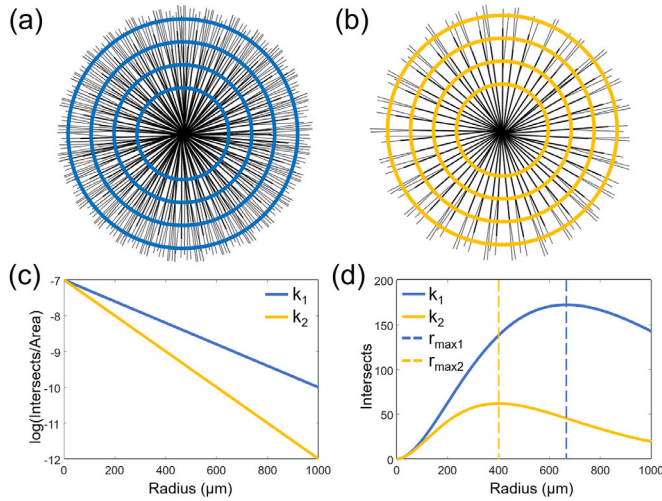 (a)
(b)
(c)
-7
-8
-9
-10
-11
-12
0
200
400
600
800
1000
log(Intersects/Area)
Radius (µm)
k1
k2
(d)
200
150
100
50
0
0
200
400
600
800
1000
Intersects
Radius (µm)
k1
k2
rmax1
rmax2